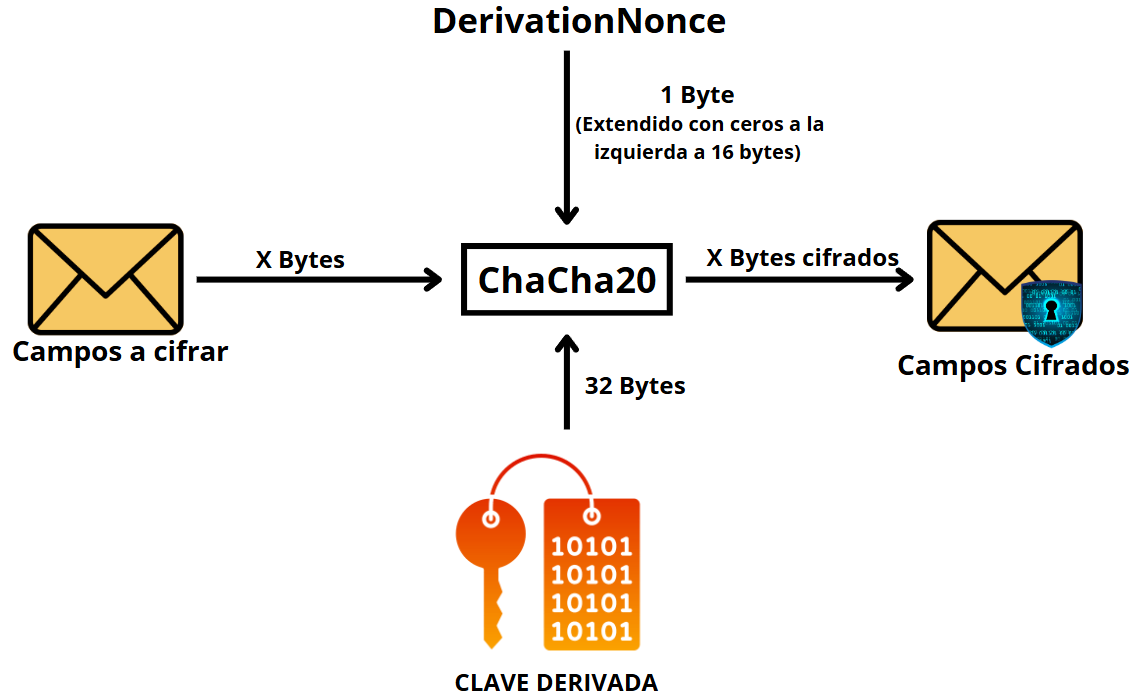 DerivationNonce
1 Byte
(Extendido con ceros a la
izquierda a 16 bytes)
X Bytes
ChaCha20
X Bytes cifrados
Campos a cifrar
Campos Cifrados
32 Bytes
10101
10101
10101
10101
CLAVE DERIVADA